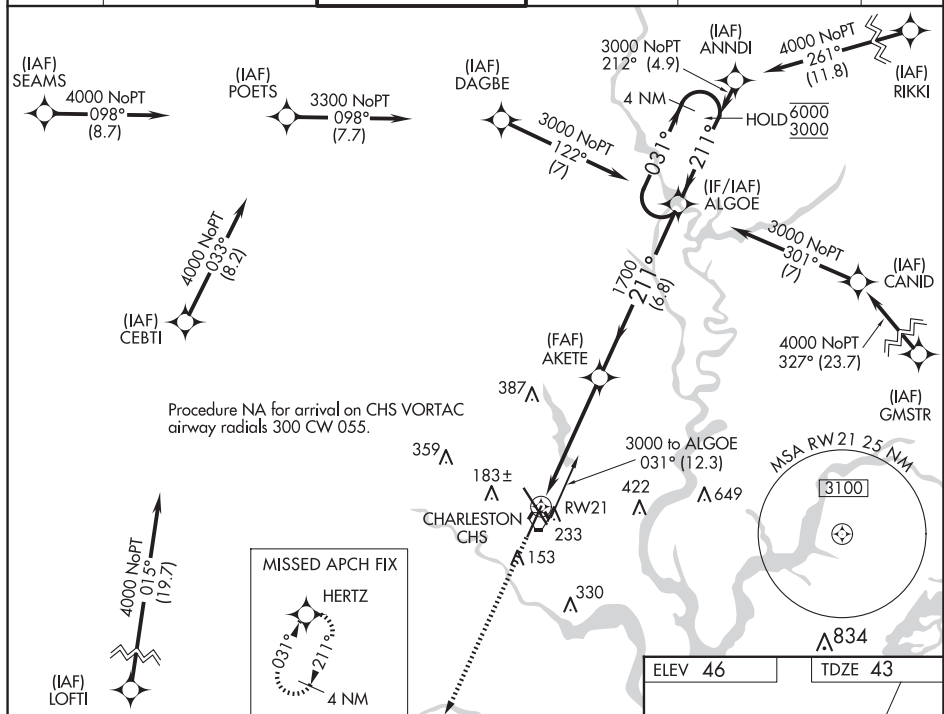 (IAF)
SEAMS
4000 NoPT
098°
(8.7)
(IAF)
POETS
3300 NoPT
098°
(7.7)
(IAF)
DAGBE
3000 NoPT
122°
(7)
3000 NoPT
212° (4.9)
(IAF)
ANNDI
4000 NoPT
261°
(11.8)
(IAF)
RIKKI
4 NM
HOLD
6000
3000
031°
211°
(IF/IAF)
ALGOE
4000 NoPT
033°
(8.2)
(IAF)
CEBTI
3000 NoPT
301°
(7)
(IAF)
CANID
1700
211°
(6.8)
4000 NoPT
327° (23.7)
(IAF)
GMSTR
(FAF)
AKETE
387
Procedure NA for arrival on CHS VORTAC
airway radials 300 CW 055.
359
183±
3000 to ALGOE
031° (12.3)
422
649
RW21
CHARLESTON
CHS
233
153
330
MSA RW 21 25 NM
3100
834
4000 NoPT
015°
(19.7)
(IAF)
LOFTI
MISSED APCH FIX
HERTZ
031°
211°
4 NM
ELEV 46
TDZE 43